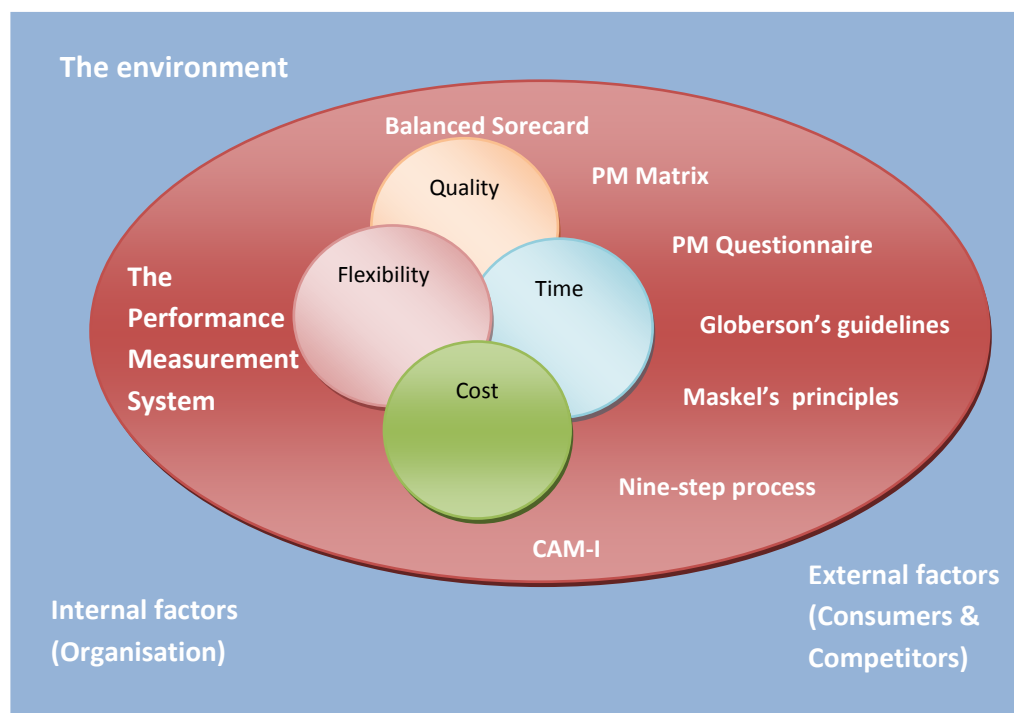 The environment
Balanced Sorecard
PM Matrix
Quality
PM Questionnaire
Flexibility
Time
The
Performance
Measurement
System
Globerson’s guidelines
Cost
Maskel’s  principles
Nine-step process
CAM-I
Internal factors
(Organisation)
External factors
(Consumers &
Competitors)